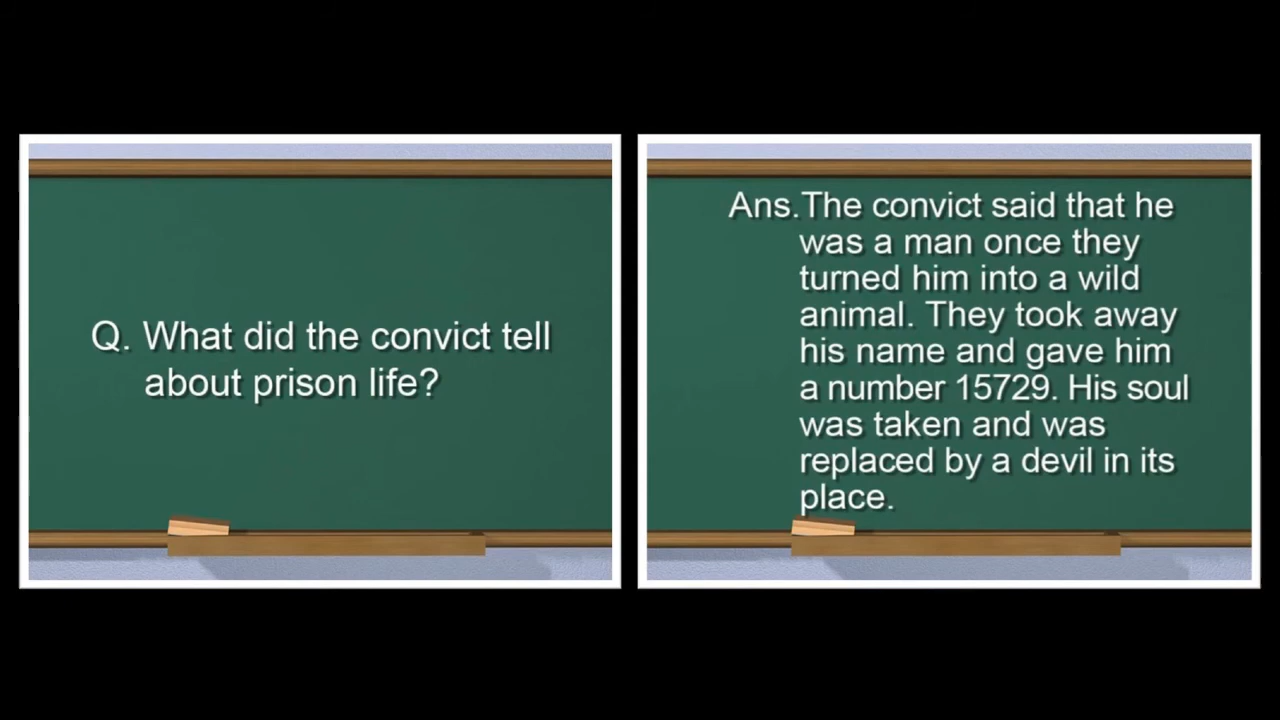 Q. What did the convict tell
about prison life?
Ans.The convict said that he
was a man once they
turned him into a wild
animal. They took away
his name and gave him
a number 15729. His soul
was taken and was
replaced by a devil in its
place.